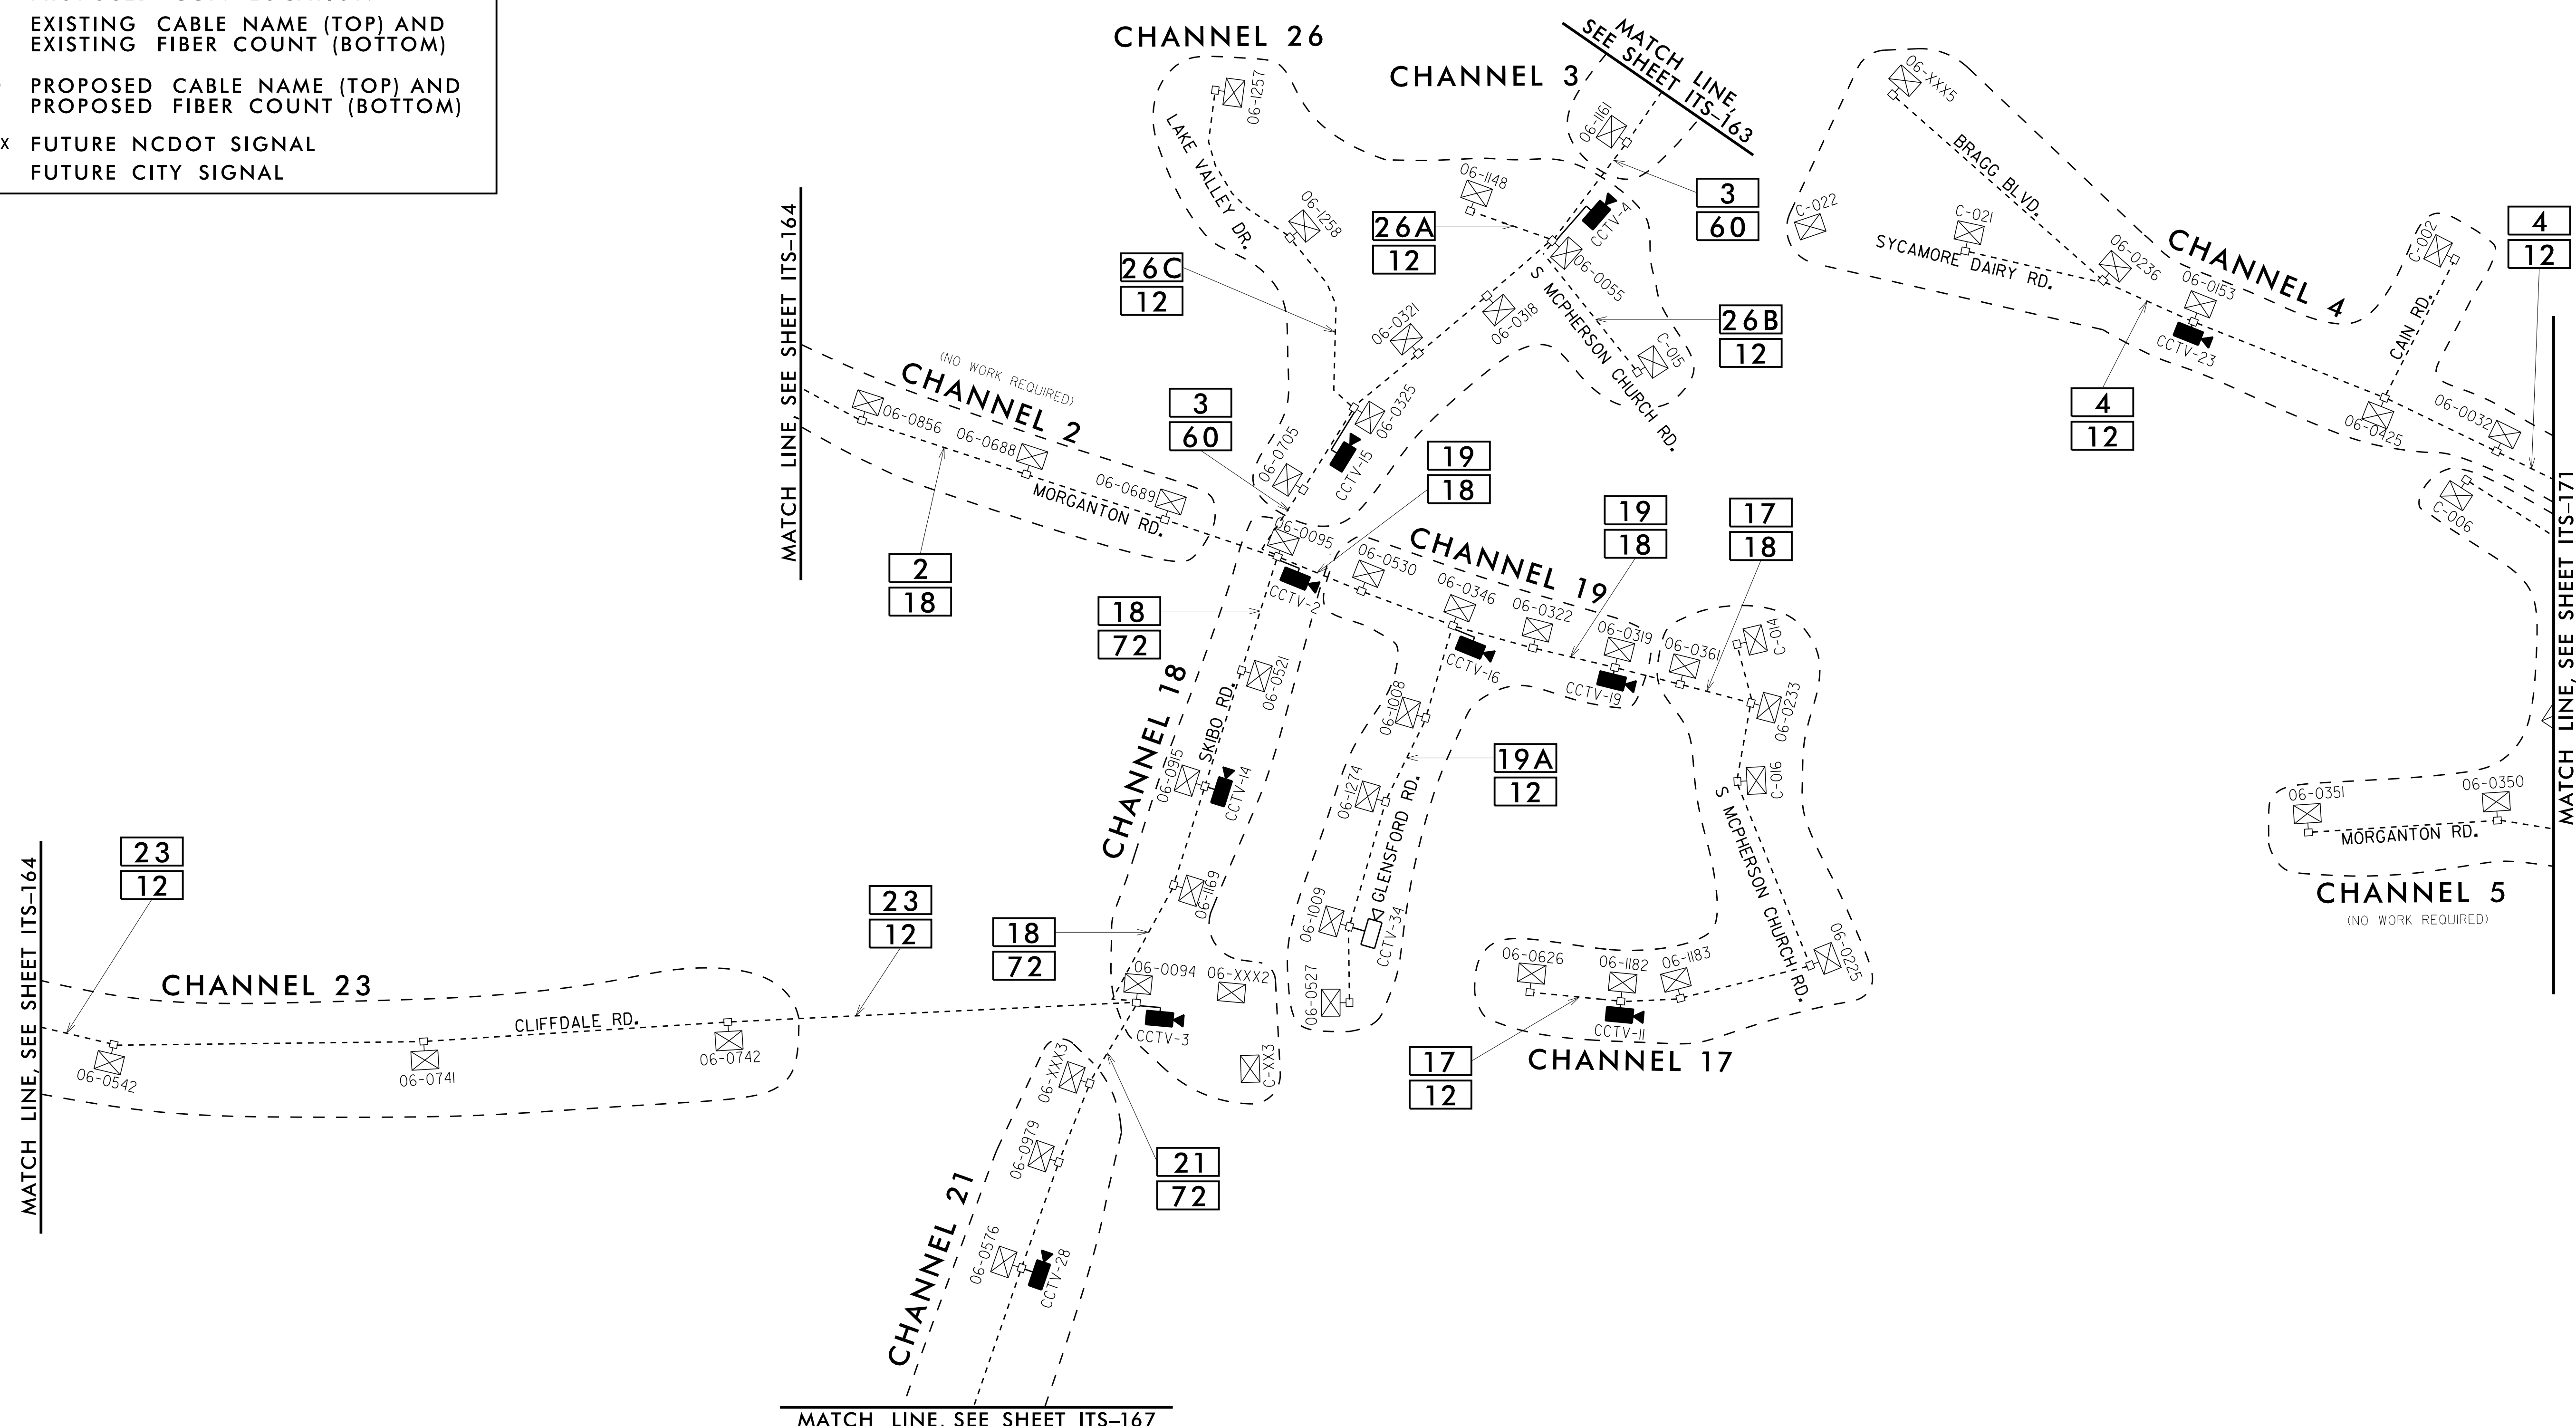 EXISTING CABLE NAME (TOP) AND
EXISTING FIBER COUNT (BOTTOM)
PROPOSED CABLE NAME (TOP) AND
PROPOSED FIBER COUNT (BOTTOM)
X FUTURE NCDOT SIGNAL
FUTURE CITY SIGNAL
CHANNEL 26
CHANNEL 3
MATCH LINE,
SEE SHEET ITS-163
06-1257
LAKE VALLEY DR.
06-1258
06-1161
06-1148
CCTV-4
3
60
26A
12
06-0055
26C
12
06-0321
06-0318
S MCPHERSON CHURCH RD.
26B
12
C-015
06-XXX5
BRAGG BLVD.
C-022
C-021
SYCAMORE DAIRY RD.
06-0236
06-0153
CHANNEL 4
CCTV-23
C-002
CAIN RD.
4
12
4
12
06-0425
06-0032
C-006
MATCH LINE, SEE SHEET ITS-171
MATCH LINE, SEE SHEET ITS-164
(NO WORK REQUIRED)
CHANNEL 2
06-0856
06-0688
06-0689
MORGANTON RD.
2
18
3
60
06-0705
06-0325
CCTV-15
19
18
06-0095
CCTV-2
CHANNEL 19
06-0530
06-0346
06-0322
06-0319
CCTV-16
CCTV-19
19
18
17
18
06-0361
C-014
06-0233
C-016
S MCPHERSON CHURCH RD.
06-0225
18
72
CHANNEL 18
06-0521
SKIBO RD.
06-0915
CCTV-14
06-1169
06-1008
19A
12
06-1274
GLENSFORD RD.
06-1009
CCTV-34
06-0527
06-0351
06-0350
MORGANTON RD.
CHANNEL 5
(NO WORK REQUIRED)
MATCH LINE, SEE SHEET ITS-164
23
12
CHANNEL 23
CLIFFDALE RD.
06-0542
06-0741
06-0742
23
12
18
72
06-0094
06-XXX2
CCTV-3
C-XX3
06-0626
06-1182
06-1183
CCTV-11
17
12
CHANNEL 17
06-XXX3
06-0979
21
72
06-0576
CCTV-28
CHANNEL 21
MATCH LINE, SEE SHEET ITS-167